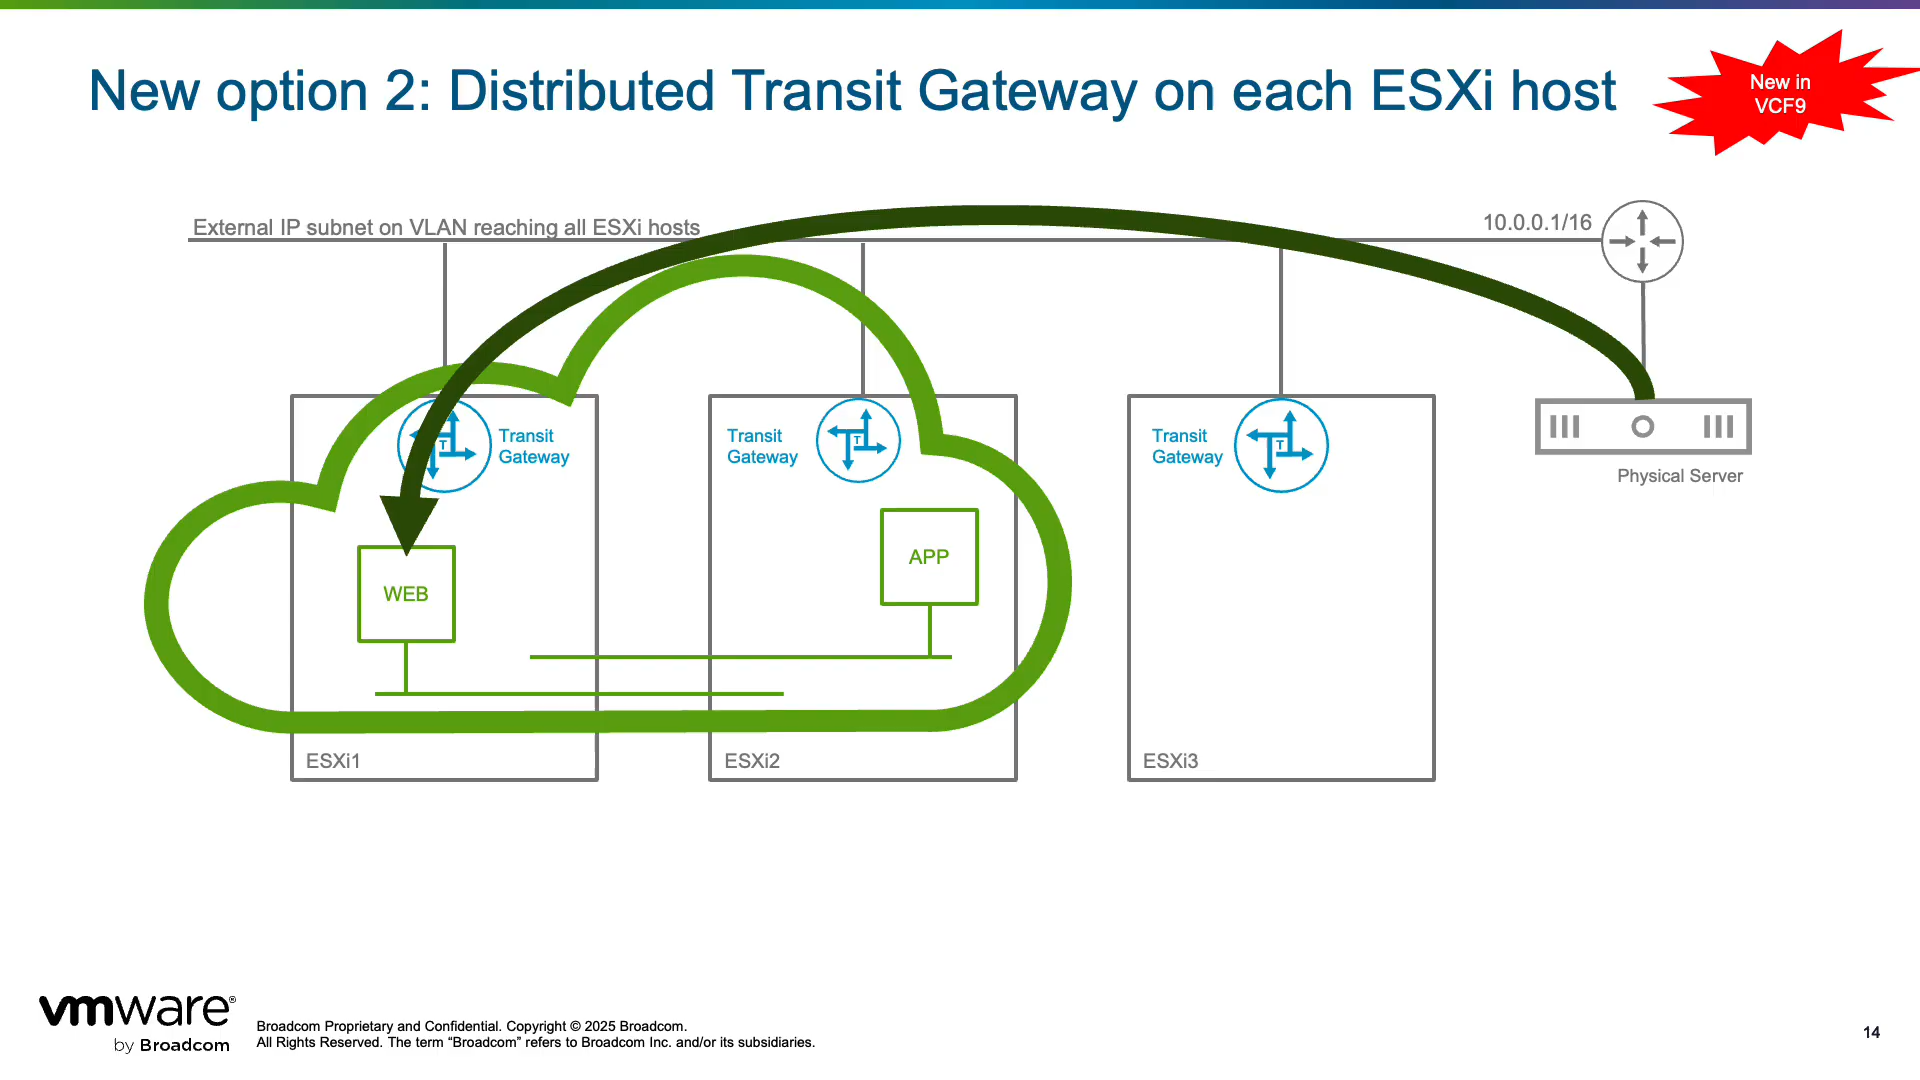 New option 2: Distributed Transit Gateway on each ESXi host
New in
VCF9
External IP subnet on VLAN reaching all ESXi hosts
10.0.0.1/16
T
Transit
Gateway
Transit
Gateway
T
Transit
Gateway
T
Physical Server
WEB
APP
ESXi1
ESXi2
ESXi3
vmware®
by Broadcom
Broadcom Proprietary and Confidential. Copyright © 2025 Broadcom.
All Rights Reserved. The term “Broadcom” refers to Broadcom Inc. and/or its subsidiaries.
14